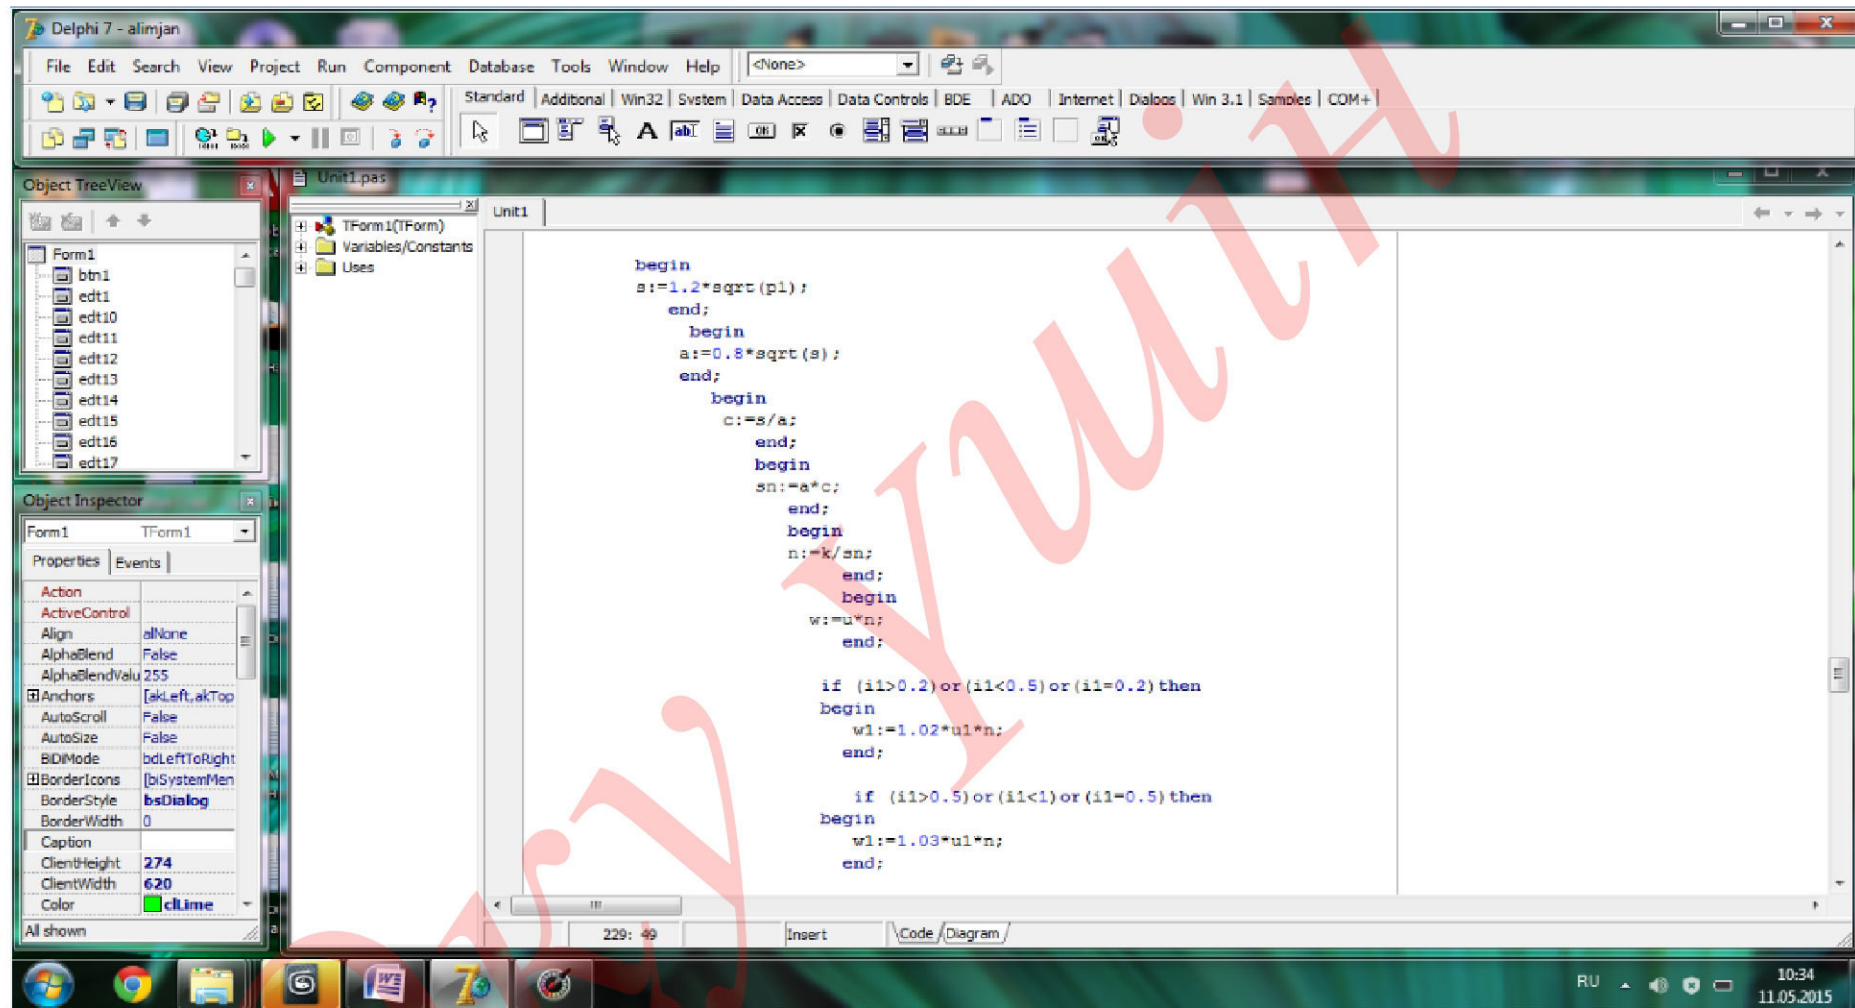 Delphi 7 - alimjan
File Edit Search View Project Run Component Database Tools Window Help <None>
Standard Additional Win32 System Data Access Data Controls BDE ADO Internet Dialogs Win 3.1 Samples COM+
Object TreeView
Form1
btn1
edt1
edt10
edt11
edt12
edt13
edt14
edt15
edt16
edt17
Object Inspector
Form1 TForm1
Properties Events
Action
ActiveControl
Align alNone
AlphaBlend False
AlphaBlendValu 255
Anchors [akLeft,akTop
AutoScroll False
AutoSize False
BiDiMode bdLeftToRight
BorderIcons [biSystemMen
BorderStyle bsDialog
BorderWidth 0
Caption
ClientHeight 274
ClientWidth 620
Color clLime
All shown
Unit1.pas
TForm1(TForm)
Variables/Constants
Uses
Unit1
begin
s:=1.2*sqrt(p1);
end;
begin
a:=0.8*sqrt(s);
end;
begin
c:=s/a;
end;
begin
sn:=a*c;
end;
begin
n:=k/sn;
end;
begin
w:=u*n;
end;
if (i1>0.2)or(i1<0.5)or(i1=0.2)then
begin
w1:=1.02*u1*n;
end;
if (i1>0.5)or(i1<1)or(i1=0.5)then
begin
w1:=1.03*u1*n;
end;
229: 49 Insert Code Diagram
RU 10:34
11.05.2015